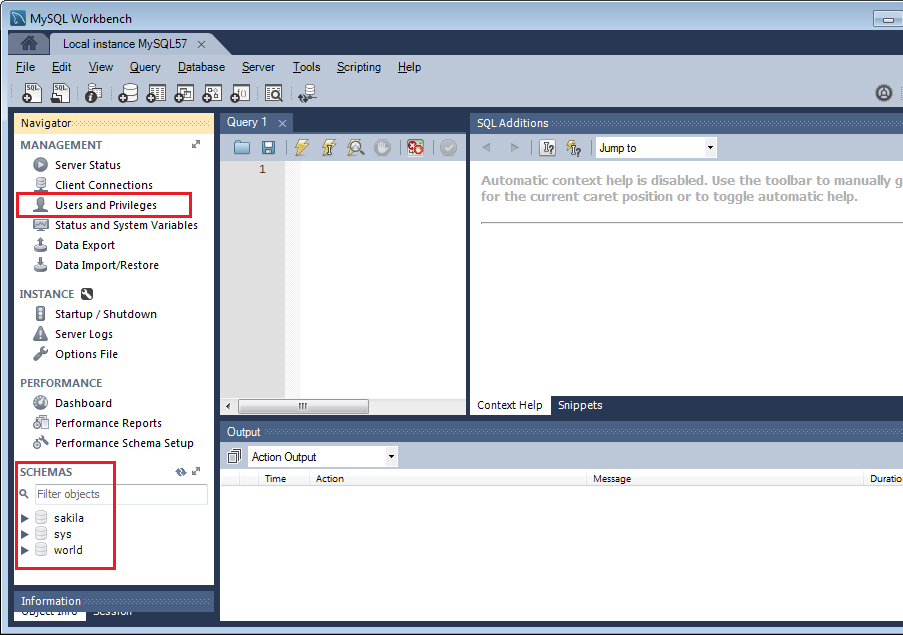 MySQL Workbench
Local instance MySQL57
File Edit View Query Database Server Tools Scripting Help
Navigator
MANAGEMENT
Server Status
Client Connections
Users and Privileges
Status and System Variables
Data Export
Data Import/Restore
INSTANCE
Startup / Shutdown
Server Logs
Options File
PERFORMANCE
Dashboard
Performance Reports
Performance Schema Setup
SCHEMAS
Filter objects
sakila
sys
world
Information
Object Info Session
Query 1
1
SQL Additions
Jump to
Automatic context help is disabled. Use the toolbar to manually g
for the current caret position or to toggle automatic help.
Context Help Snippets
Output
Action Output
Time Action Message Duratio